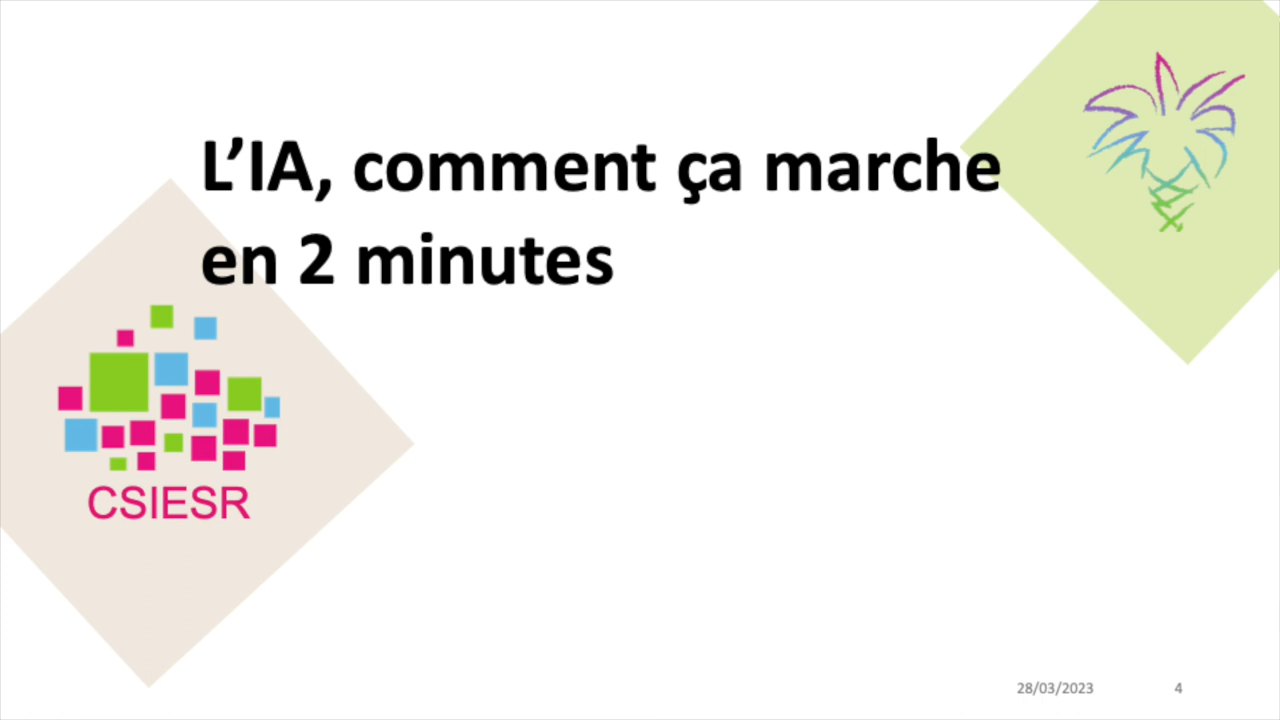 L’IA, comment ça marche
en 2 minutes
CSIESR
28/03/2023
4